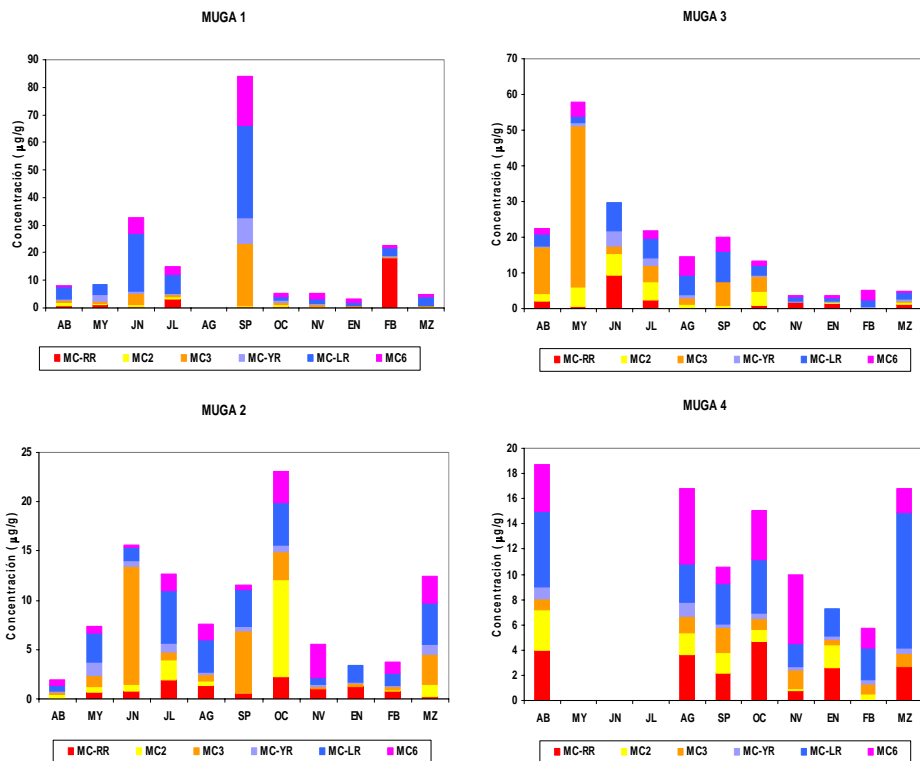 MUGA 1
Concentración (µg/g)
90
80
70
60
50
40
30
20
10
0
AB MY JN JL AG SP OC NV EN FB MZ
MC-RR MC2 MC3 MC-YR MC-LR MC6
MUGA 3
Concentración (µg/g)
70
60
50
40
30
20
10
0
AB MY JN JL AG SP OC NV EN FB MZ
MC-RR MC2 MC3 MC-YR MC-LR MC6
MUGA 2
Concentración (µg/g)
25
20
15
10
5
0
AB MY JN JL AG SP OC NV EN FB MZ
MC-RR MC2 MC3 MC-YR MC-LR MC6
MUGA 4
Concentración (µg/g)
20
18
16
14
12
10
8
6
4
2
0
AB MY JN JL AG SP OC NV EN FB MZ
MC-RR MC2 MC3 MC-YR MC-LR MC6